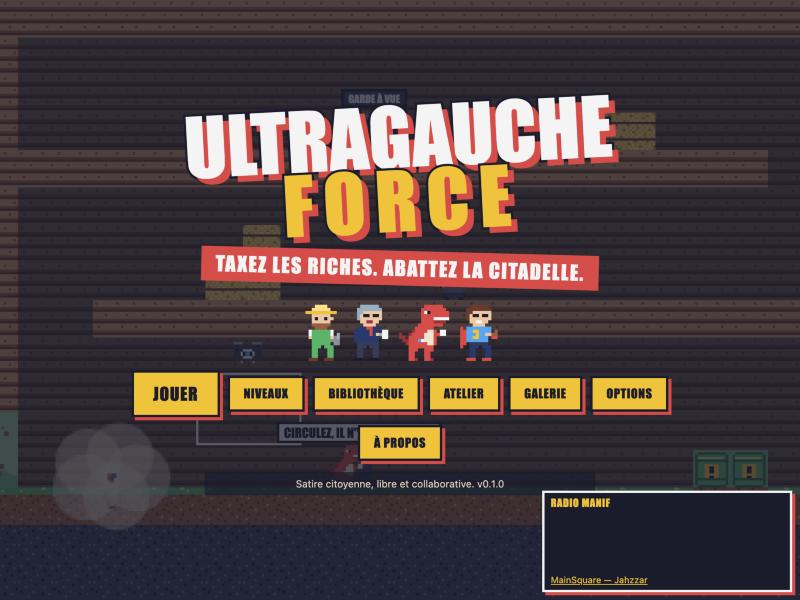 GARDE À VUE
ULTRAGAUCHE
FORCE
TAXEZ LES RICHES. ABATTEZ LA CITADELLE.
JOUER
NIVEAUX
BIBLIOTHÈQUE
ATELIER
GALERIE
OPTIONS
CIRCULEZ, IL N'
À PROPOS
Satire citoyenne, libre et collaborative. v0.1.0
RADIO MANIF
MainSquare — Jahzzar